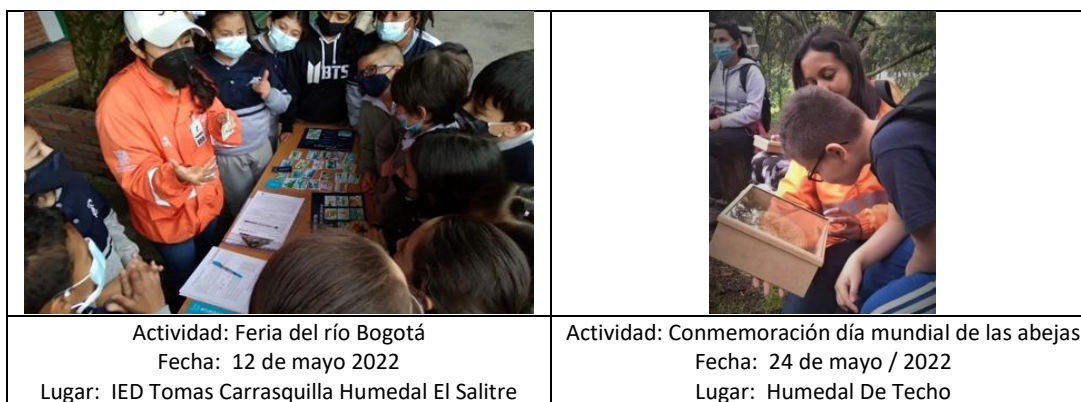 BTS
Actividad: Feria del río Bogotá
Fecha: 12 de mayo 2022
Lugar: IED Tomas Carrasquilla Humedal El Salitre
Actividad: Conmemoración día mundial de las abejas
Fecha: 24 de mayo / 2022
Lugar: Humedal De Techo